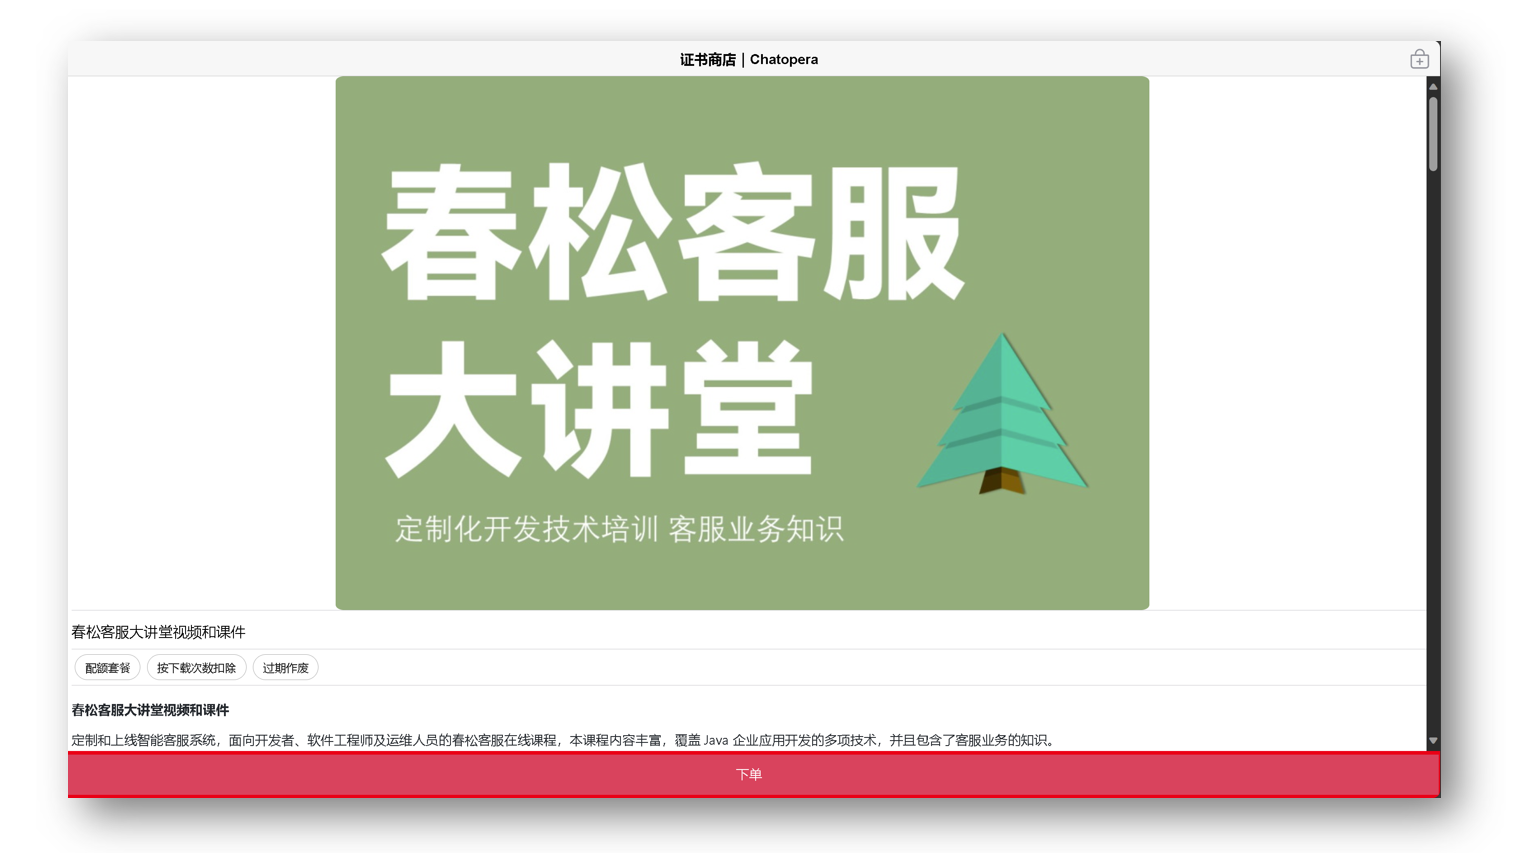 证书商店 | Chatopera
春松客服
大讲堂
定制化开发技术培训 客服业务知识
春松客服大讲堂视频和课件
配额套餐 按下载次数扣除 过期作废
春松客服大讲堂视频和课件
定制和上线智能客服系统，面向开发者、软件工程师及运维人员的春松客服在线课程，本课程内容丰富，覆盖 Java 企业应用开发的多项技术，并且包含了客服业务的知识。
下单